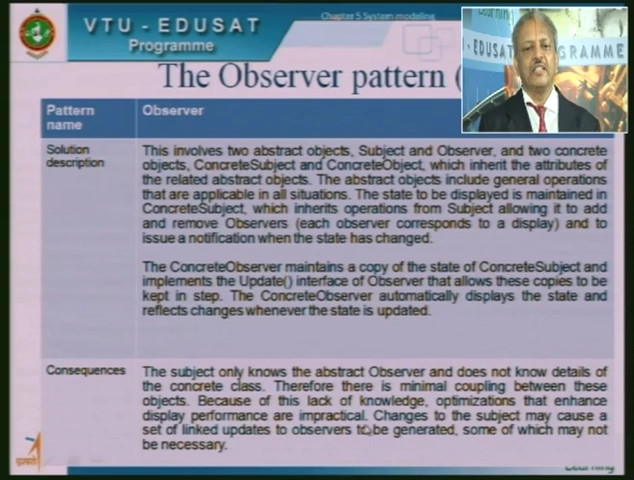 VTU - EDUSAT
Programme
Chapter 5 System modeling
Learning
- EDUSAT
GRAMME
The Observer pattern (
Pattern
name
Observer
Solution
description
This involves two abstract objects, Subject and Observer, and two concrete
objects, ConcreteSubject and ConcreteObject, which inherit the attributes of
the related abstract objects. The abstract objects include general operations
that are applicable in all situations. The state to be displayed is maintained in
ConcreteSubject, which inherits operations from Subject allowing it to add
and remove Observers (each observer corresponds to a display) and to
issue a notification when the state has changed.
The ConcreteObserver maintains a copy of the state of ConcreteSubject and
implements the Update() interface of Observer that allows these copies to be
kept in step. The ConcreteObserver automatically displays the state and
reflects changes whenever the state is updated.
Consequences
The subject only knows the abstract Observer and does not know details of
the concrete class. Therefore there is minimal coupling between these
objects. Because of this lack of knowledge, optimizations that enhance
display performance are impractical. Changes to the subject may cause a
set of linked updates to observers to be generated, some of which may not
be necessary.
Learning